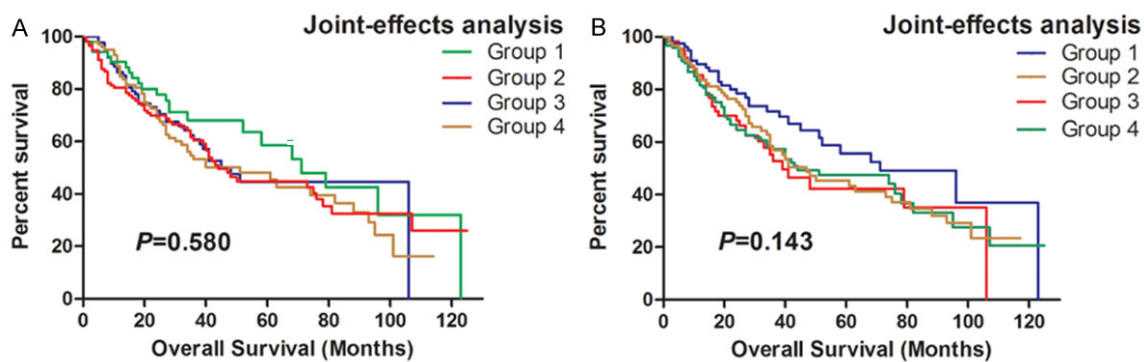 A
Joint-effects analysis
Group 1
Group 2
Group 3
Group 4
Percent survival
100
80
60
40
20
0
P=0.580
0 20 40 60 80 100 120
Overall Survival (Months)
B
Joint-effects analysis
Group 1
Group 2
Group 3
Group 4
Percent survival
100
80
60
40
20
0
P=0.143
0 20 40 60 80 100 120
Overall Survival (Months)